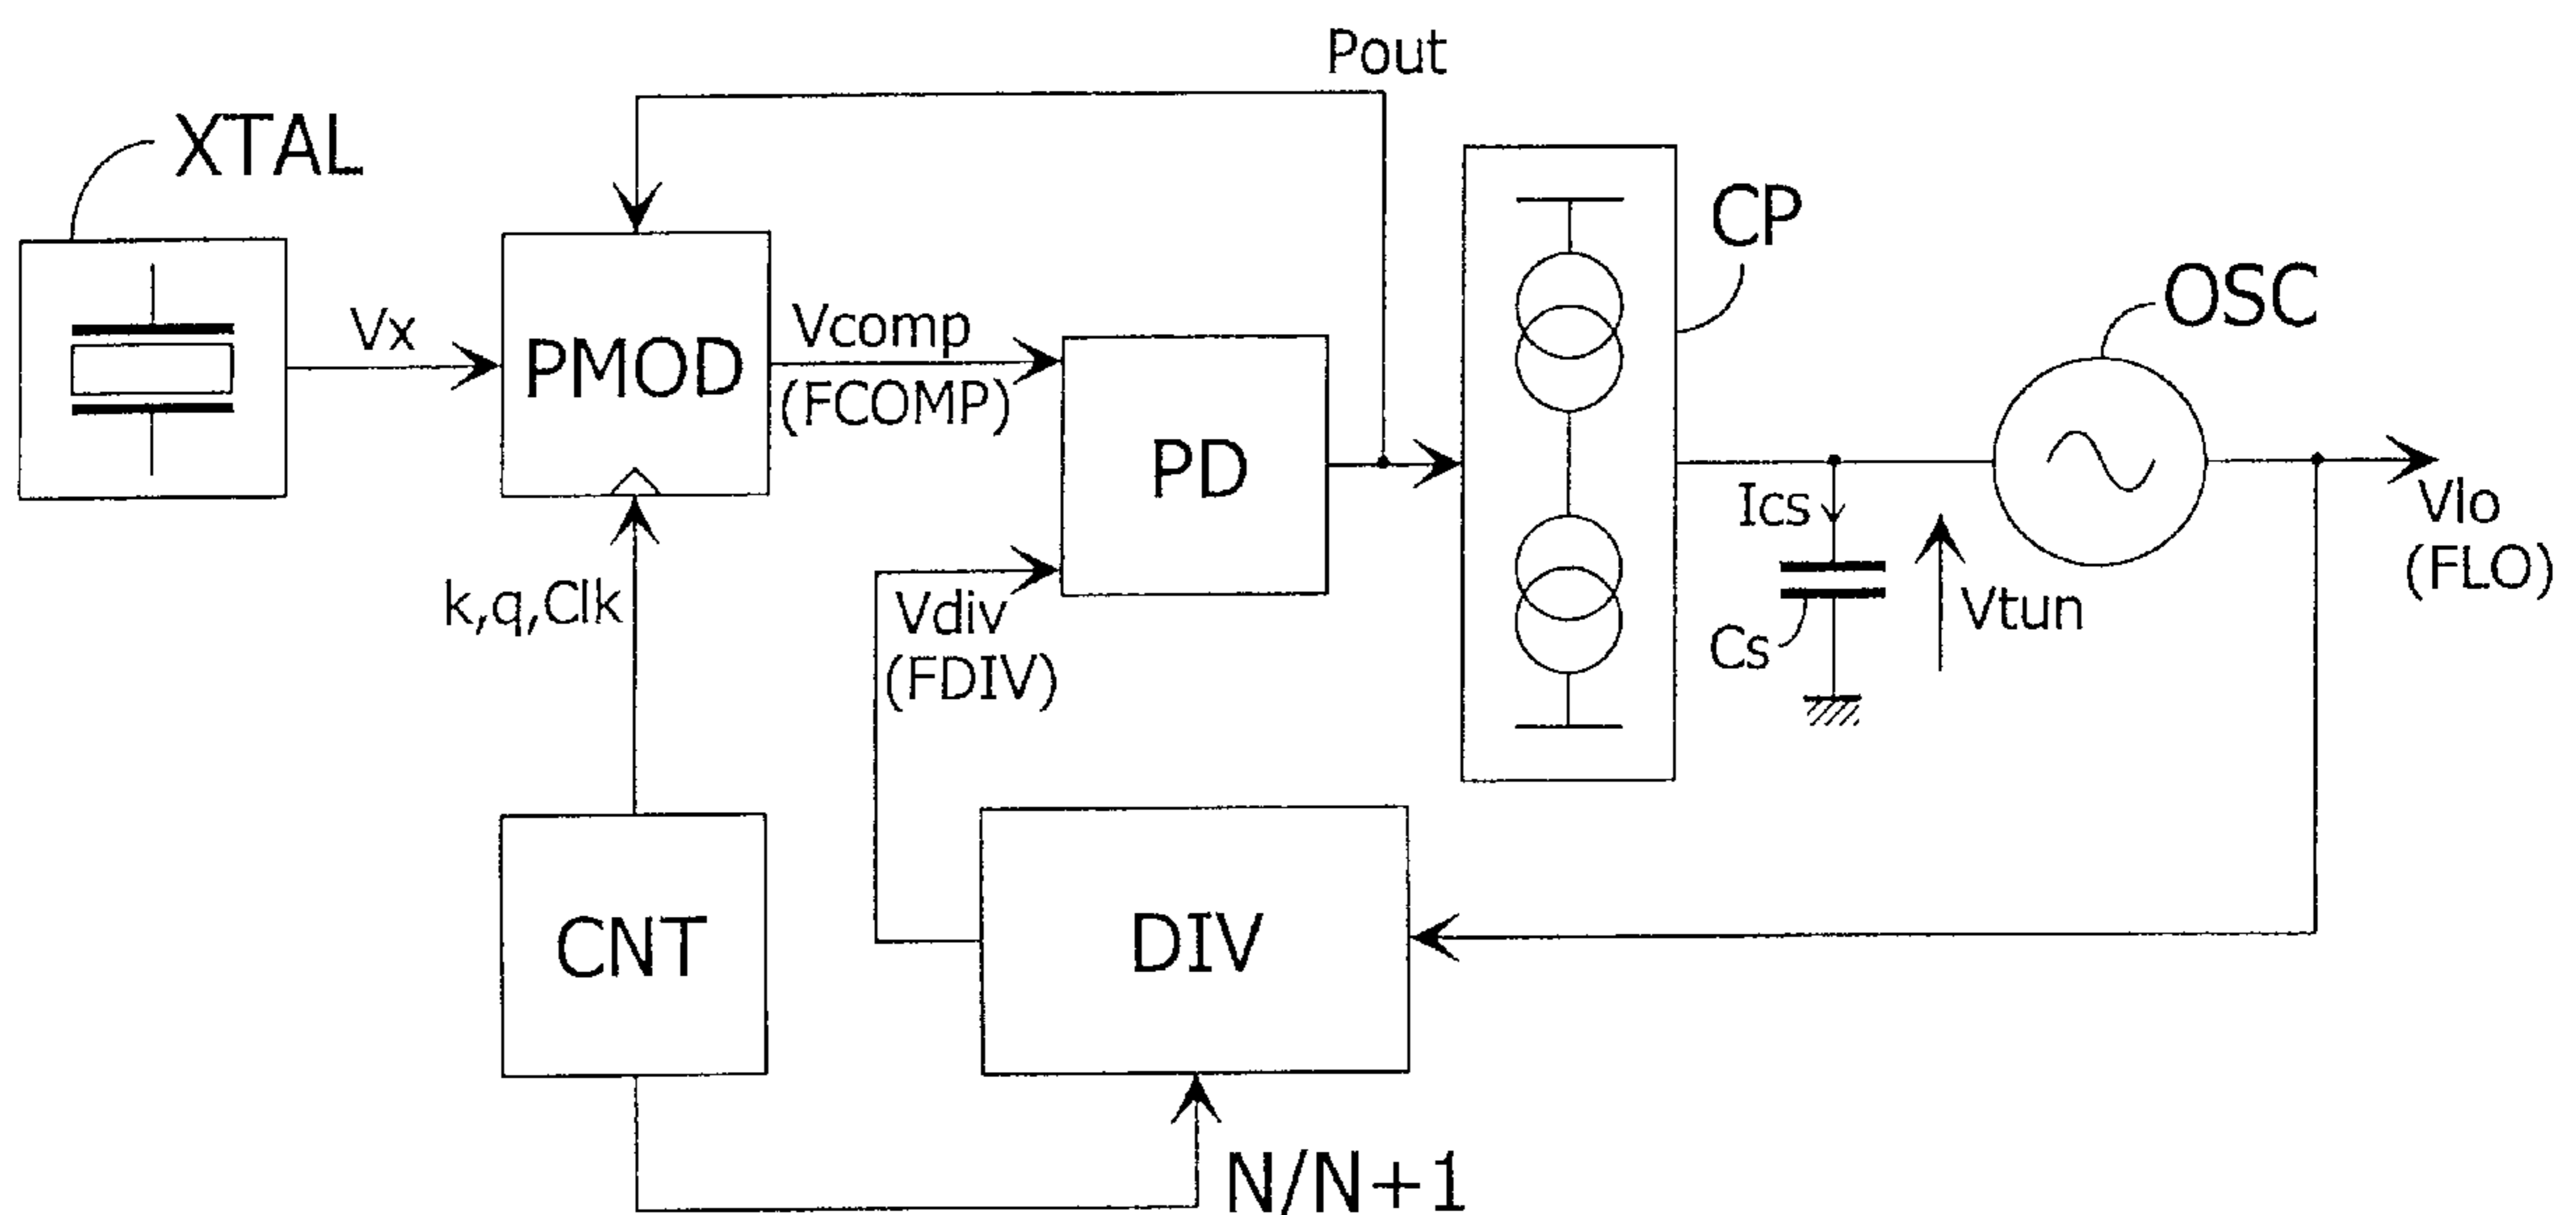 Pout
XTAL
CP
OSC
Vx
PMOD
Vcomp
(FCOMP)
PD
Ics
Vlo
(FLO)
k,q,Clk
Vdiv
(FDIV)
Cs
Vtun
CNT
DIV
N/N+1